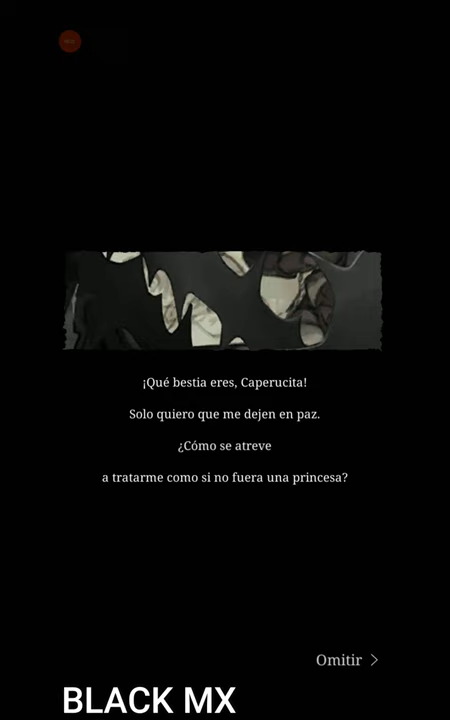 ¡Qué bestia eres, Caperucita!
Solo quiero que me dejen en paz.
¿Cómo se atreve
a tratarme como si no fuera una princesa?
Omitir
BLACK MX